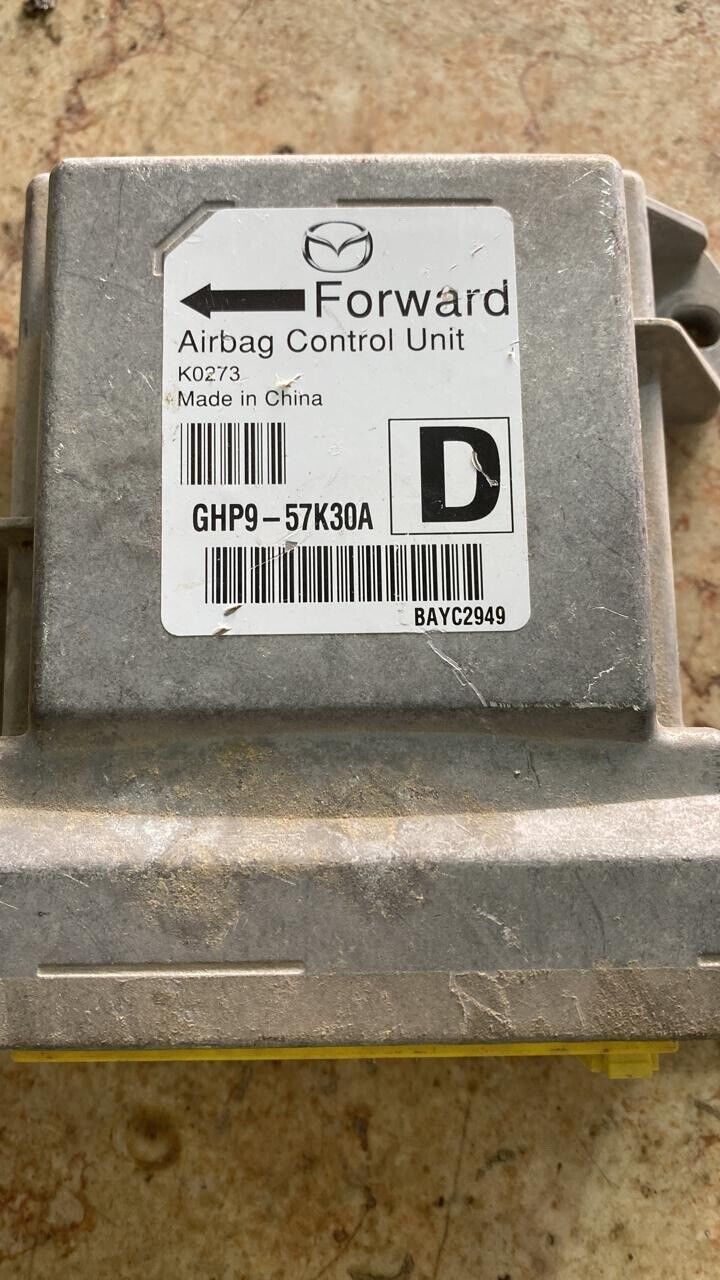 Forward
Airbag Control Unit
K0273
Made in China
D
GHP9-57K30A
BAYC2949